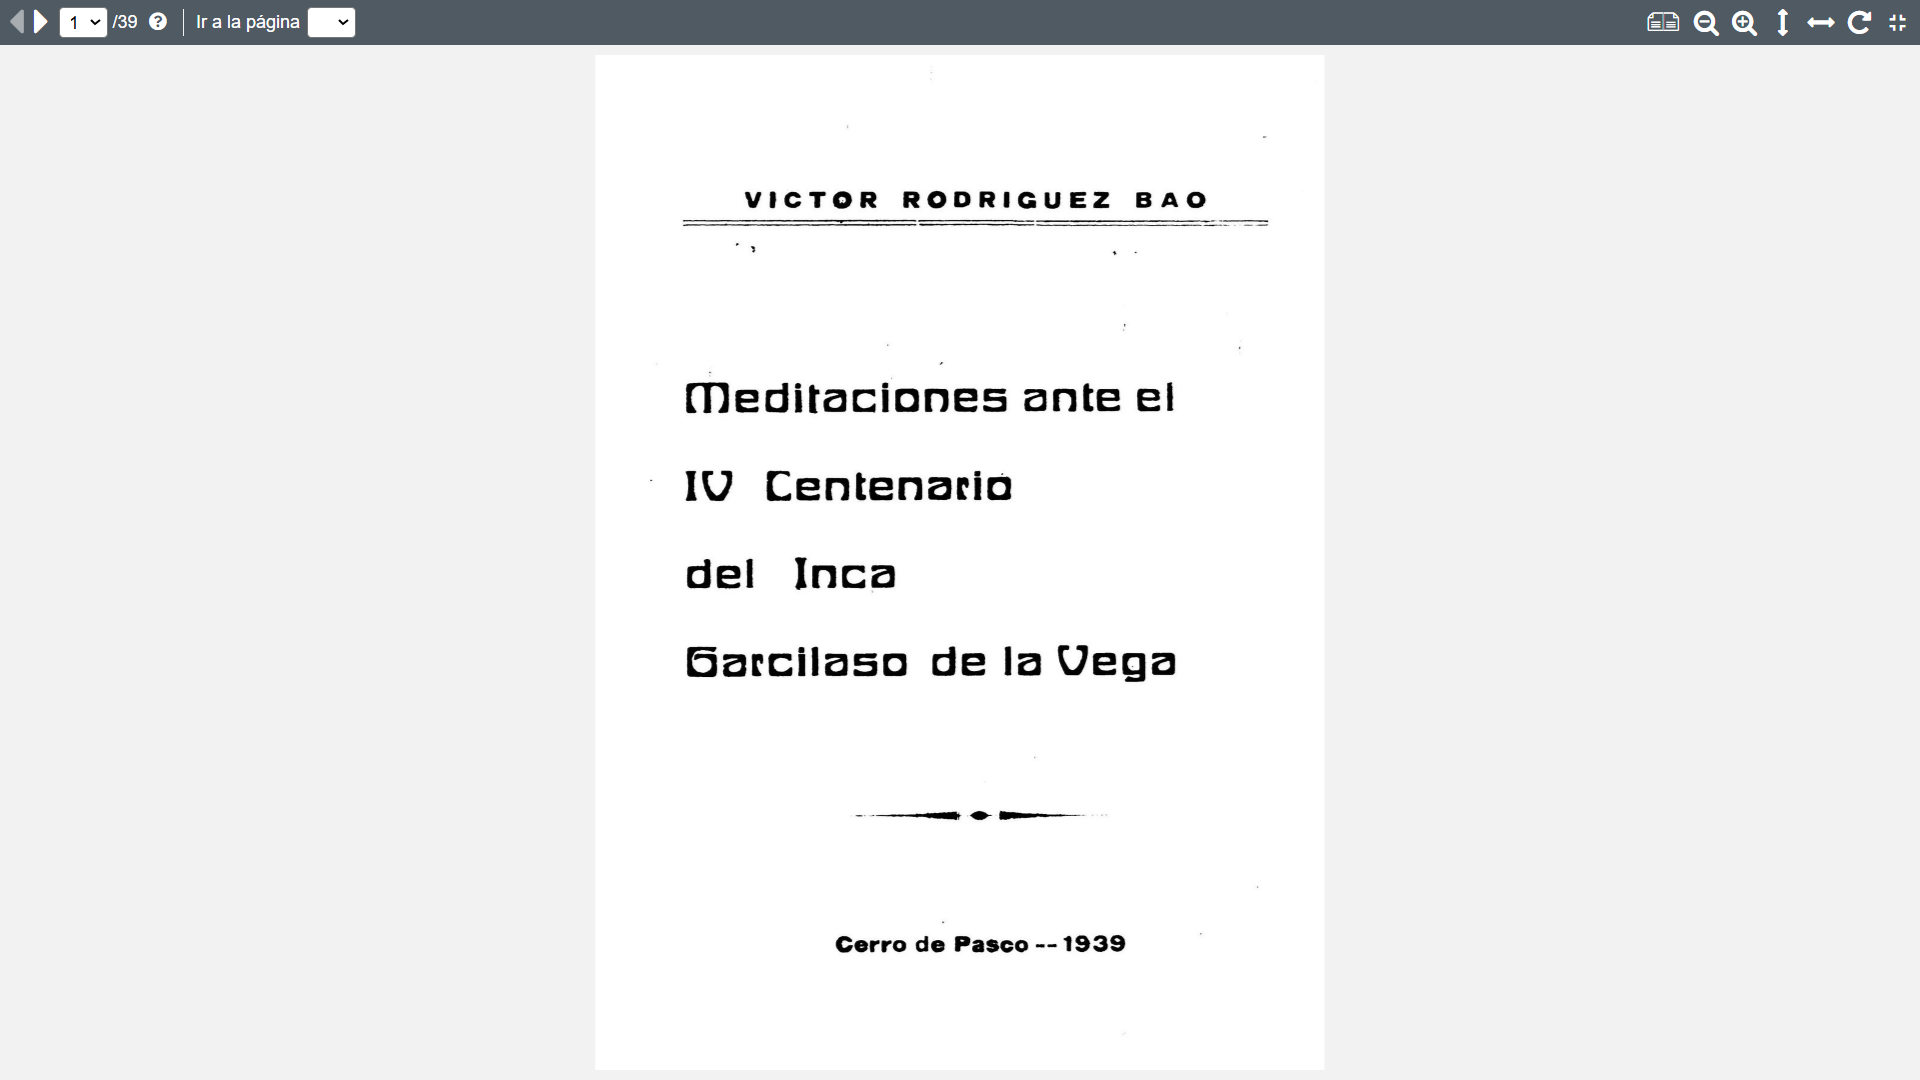 1 /39 ? Ir a la página
VICTOR RODRIGUEZ BAO
Meditaciones ante el
IV Centenario
del Inca
Garcilaso de la Vega
Cerro de Pasco -- 1939